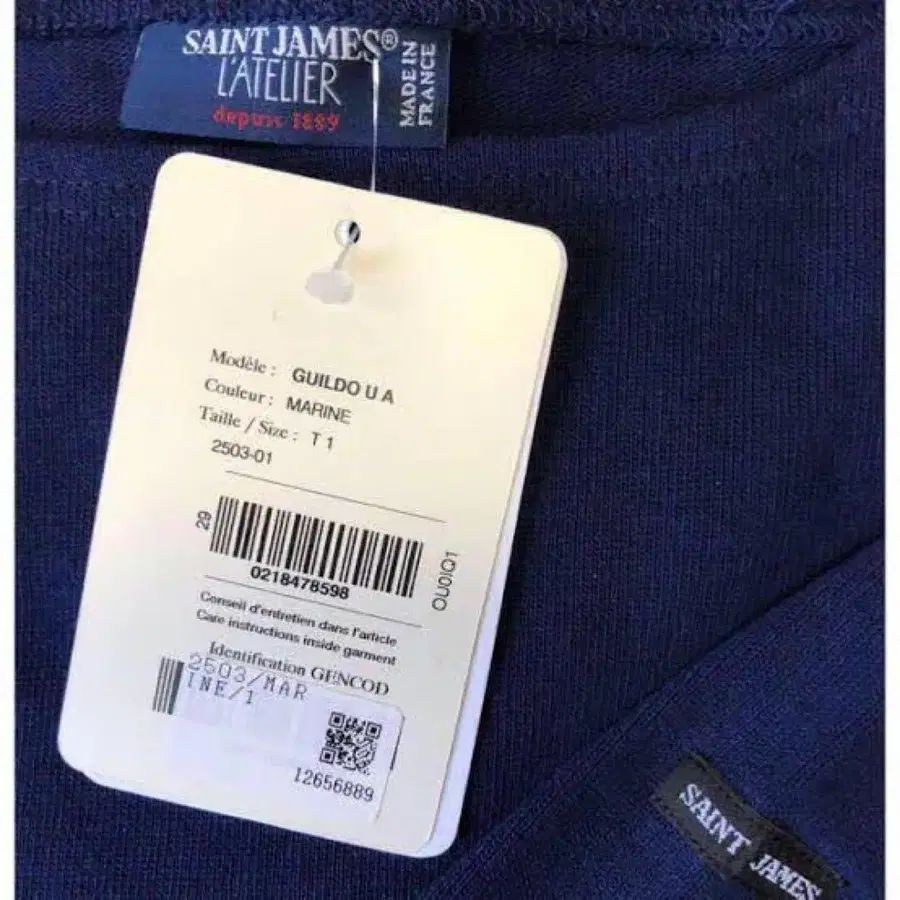 SAINT JAMES®
L'ATELIER
depuis 1889
MADE IN
FRANCE
Modèle : GUILDO U A
Couleur : MARINE
Taille / Size : T 1
2503-01
29
0218478598
OU0IQ1
Conseil d'entretien dans l'article
Care instructions inside garment
Identification GENCOD
2503/MAR
INE/1
12656889
SAINT JAMES